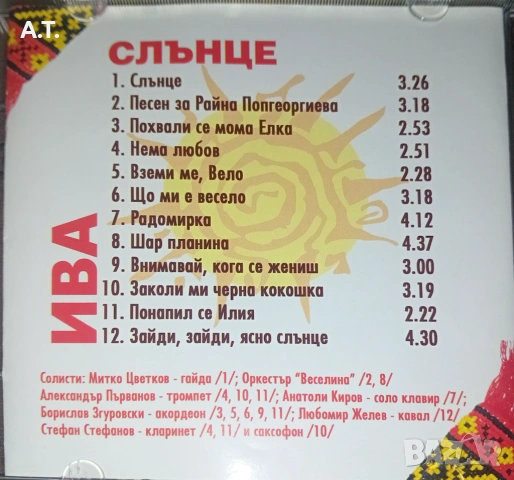 А.Т.
СЛЪНЦЕ
ИВА
1. Слънце 3.26
2. Песен за Райна Попгеоргиева 3.18
3. Похвали се мома Елка 2.53
4. Нема любов 2.51
5. Вземи ме, Вело 2.28
6. Що ми е весело 3.18
7. Радомирка 4.12
8. Шар планина 4.37
9. Внимавай, кога се жениш 3.00
10. Заколи ми черна кокошка 3.19
11. Понапил се Илия 2.22
12. Зайди, зайди, ясно слънце 4.30
Солисти: Митко Цветков - гайда /1/; Оркестър "Веселина" /2, 8/
Александър Първанов - тромпет /4, 10, 11/; Анатоли Киров - соло клавир /7/;
Борислав Згуровски - акордеон /3, 5, 6, 9, 11/; Любомир Желев - кавал /12/
Стефан Стефанов - кларинет /4, 11/ и саксофон /10/